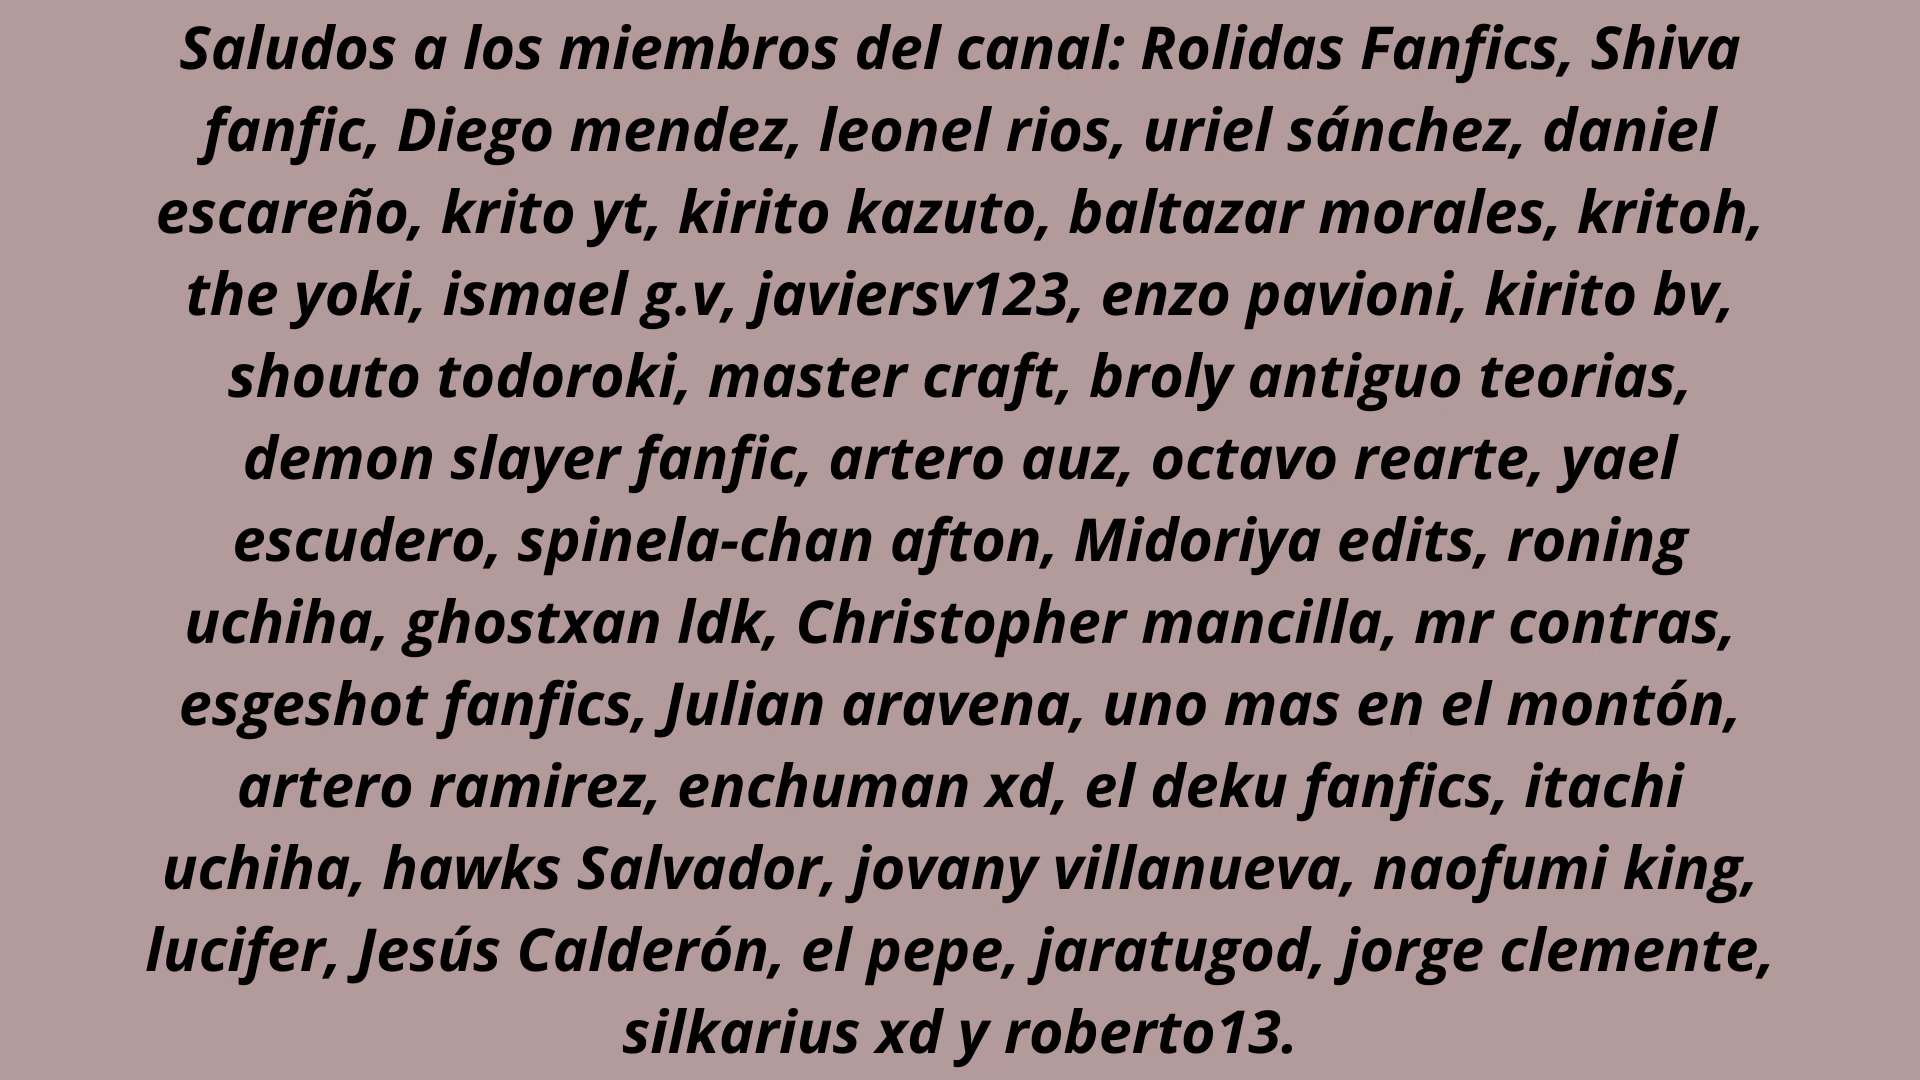 Saludos a los miembros del canal: Rolidas Fanfics, Shiva
fanfic, Diego mendez, leonel rios, uriel sánchez, daniel
escareño, krito yt, kirito kazuto, baltazar morales, kritoh,
the yoki, ismael g.v, javiersv123, enzo pavioni, kirito bv,
shouto todoroki, master craft, broly antiguo teorias,
demon slayer fanfic, artero auz, octavo rearte, yael
escudero, spinela-chan afton, Midoriya edits, roning
uchiha, ghostxan ldk, Christopher mancilla, mr contras,
esgeshot fanfics, Julian aravena, uno mas en el montón,
artero ramirez, enchuman xd, el deku fanfics, itachi
uchiha, hawks Salvador, jovany villanueva, naofumi king,
lucifer, Jesús Calderón, el pepe, jaratugod, jorge clemente,
silkarius xd y roberto13.